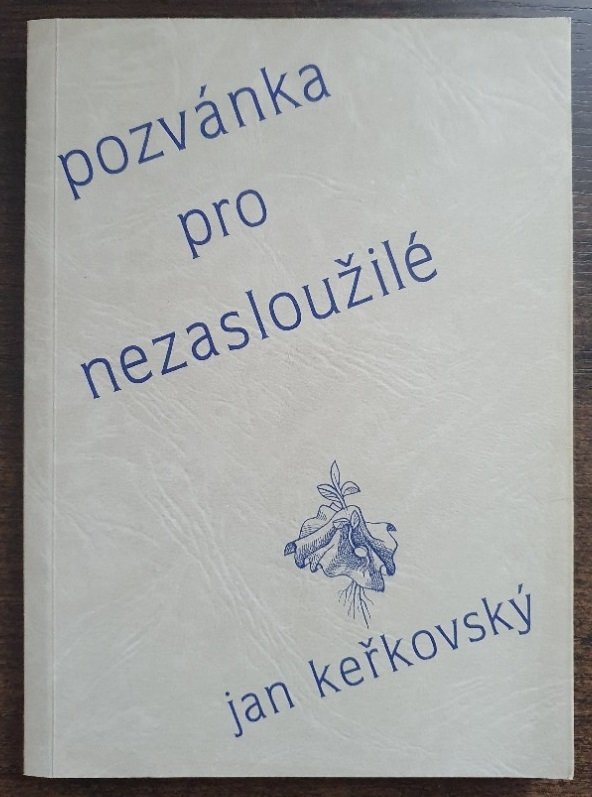 pozvánka
pro
nezasloužilé
jan keřkovský